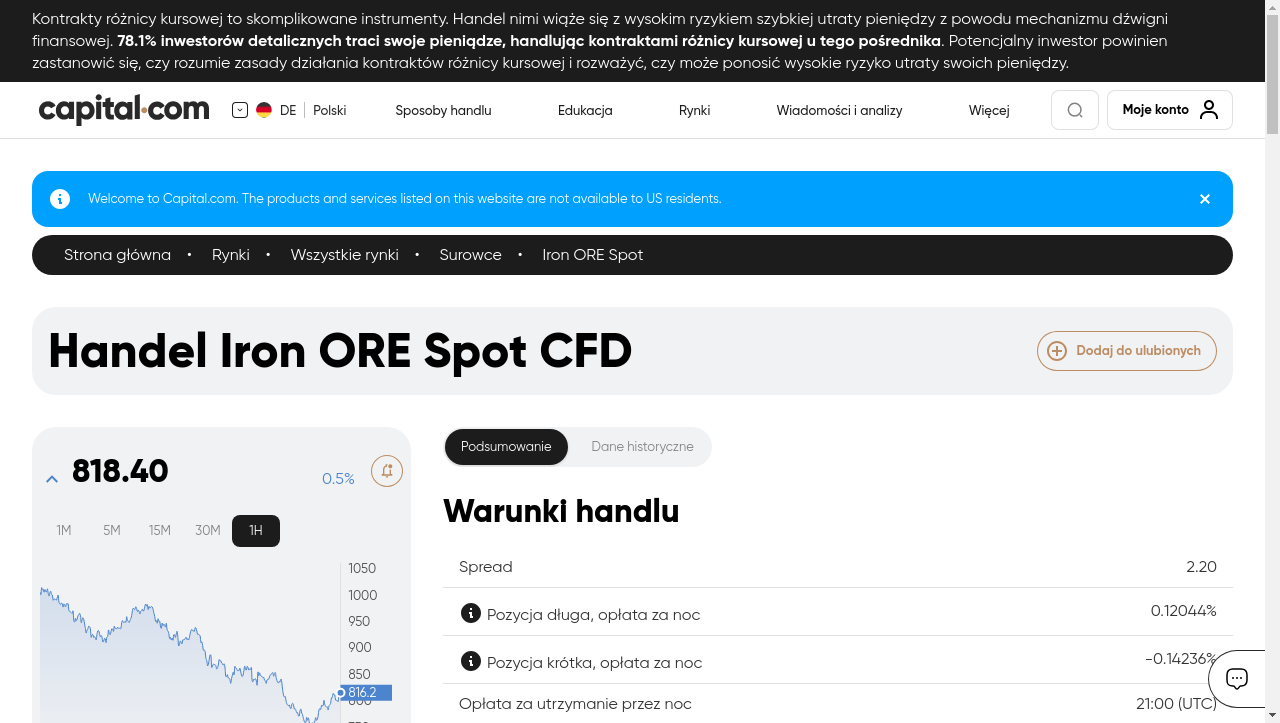 Kontrakty różnicy kursowej to skomplikowane instrumenty. Handel nimi wiąże się z wysokim ryzykiem szybkiej utraty pieniędzy z powodu mechanizmu dźwigni
finansowej. 78.1% inwestorów detalicznych traci swoje pieniądze, handlując kontraktami różnicy kursowej u tego pośrednika. Potencjalny inwestor powinien
zastanowić się, czy rozumie zasady działania kontraktów różnicy kursowej i rozważyć, czy może ponosić wysokie ryzyko utraty swoich pieniędzy.
capital.com DE Polski Sposoby handlu Edukacja Rynki Wiadomości i analizy Więcej Moje konto
Welcome to Capital.com. The products and services listed on this website are not available to US residents.
Strona główna • Rynki • Wszystkie rynki • Surowce • Iron ORE Spot
Handel Iron ORE Spot CFD
Dodaj do ulubionych
818.40 0.5%
1M 5M 15M 30M 1H
1050
1000
950
900
850
816.2
Podsumowanie Dane historyczne
Warunki handlu
Spread 2.20
Pozycja długa, opłata za noc 0.12044%
Pozycja krótka, opłata za noc -0.14236%
Opłata za utrzymanie przez noc 21:00 (UTC)